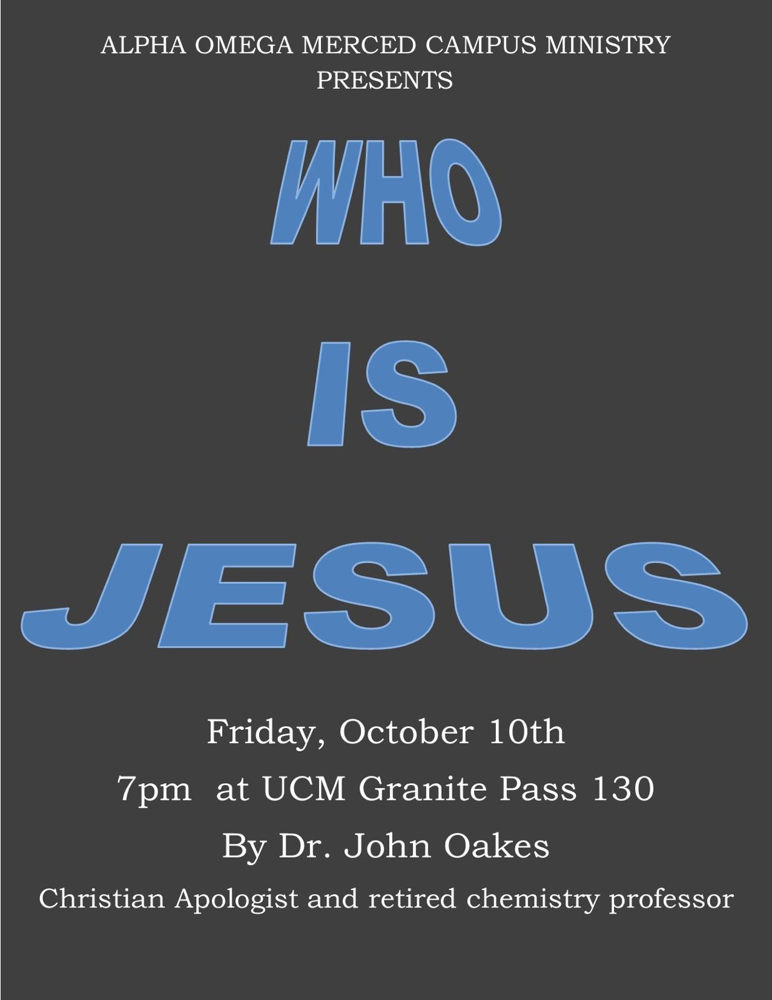 ALPHA OMEGA MERCED CAMPUS MINISTRY
PRESENTS
WHO
IS
JESUS
Friday, October 10th
7pm  at UCM Granite Pass 130
By Dr. John Oakes
Christian Apologist and retired chemistry professor